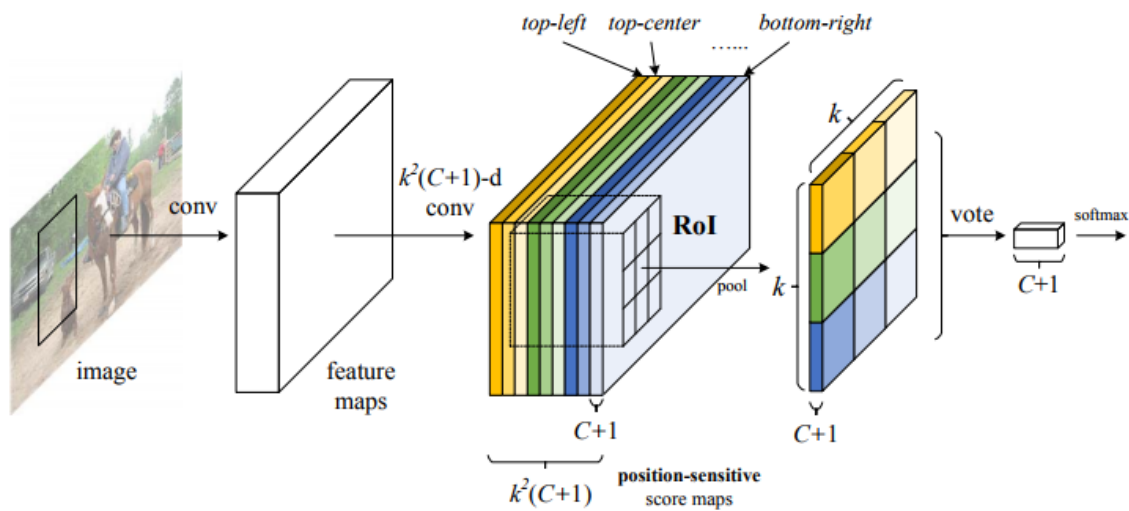 top-left
top-center
......
bottom-right
image
conv
feature
maps
k²(C+1)-d
conv
RoI
pool
C+1
k²(C+1)
position-sensitive
score maps
k
k
C+1
vote
C+1
softmax